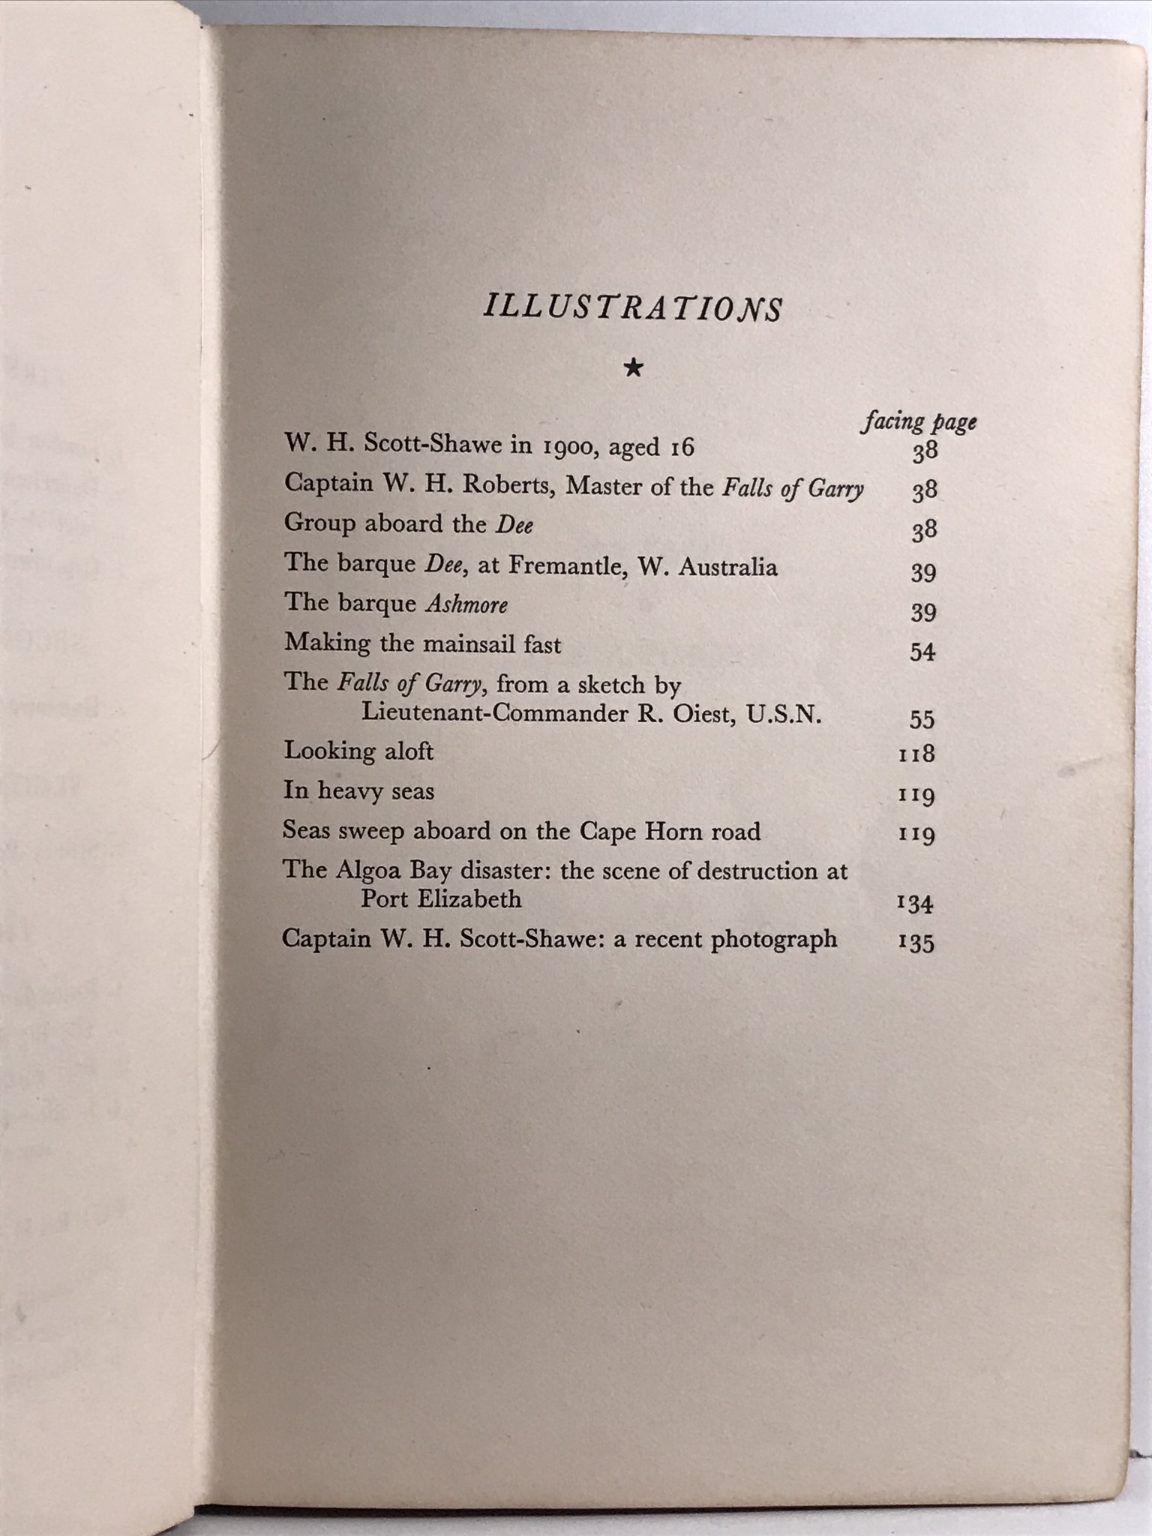 ILLUSTRATIONS
★
facing page
W. H. Scott-Shawe in 1900, aged 16 38
Captain W. H. Roberts, Master of the Falls of Garry 38
Group aboard the Dee 38
The barque Dee, at Fremantle, W. Australia 39
The barque Ashmore 39
Making the mainsail fast 54
The Falls of Garry, from a sketch by
Lieutenant-Commander R. Oiest, U.S.N. 55
Looking aloft 118
In heavy seas 119
Seas sweep aboard on the Cape Horn road 119
The Algoa Bay disaster: the scene of destruction at
Port Elizabeth 134
Captain W. H. Scott-Shawe: a recent photograph 135